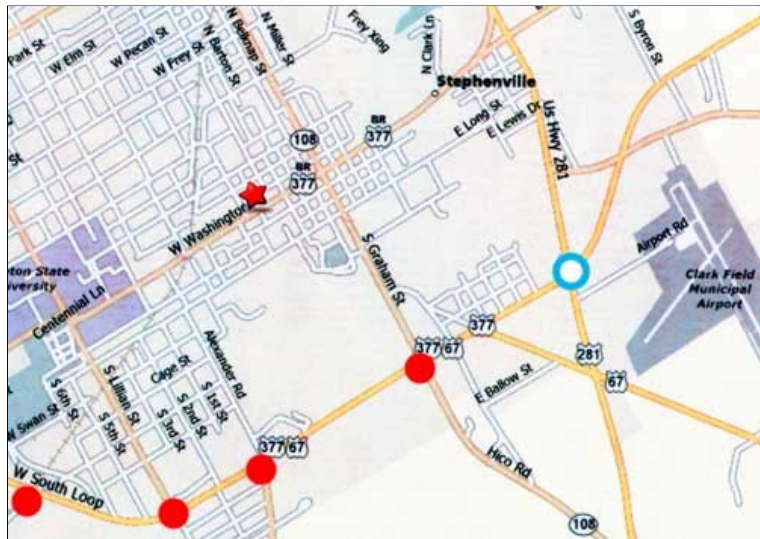 N Belknap St
N Miller St
Frey Xing
N Clark Ln
S Byron St
Park St
W Elm St
W Pecan St
W Frey St
N Barton St
Stephenville
E Long St
E Lewis Dr
Us Hwy 281
St
108
BR
377
BR
377
W Washington
S Graham St
Airport Rd
Clark Field
Municipal
Airport
ton State
iversity
Centennial Ln
377
377 67
281
67
Alexander Rd
Cage St
S 1st St
S 2nd St
S 3rd St
S Lillian St
S 5th St
S 6th St
W Swan St
E Ballow St
377 67
Hico Rd
W South Loop
108